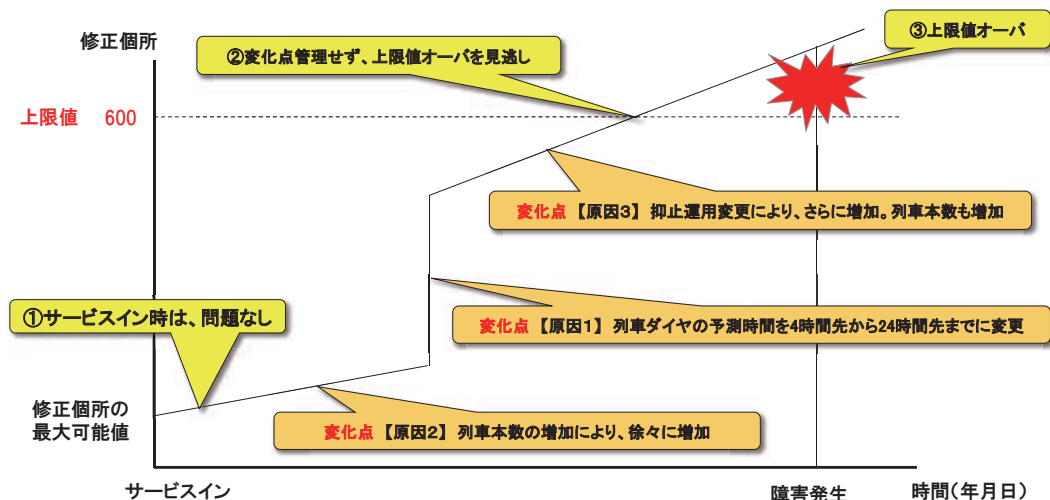 修正個所
③上限値オーバ
②変化点管理せず、上限値オーバを見逃し
上限値 600
変化点 【原因3】 抑止運用変更により、さらに増加。列車本数も増加
①サービスイン時は、問題なし
変化点 【原因1】 列車ダイヤの予測時間を4時間先から24時間先までに変更
修正個所の
最大可能値
変化点 【原因2】 列車本数の増加により、徐々に増加
サービスイン
障害発生
時間(年月日)